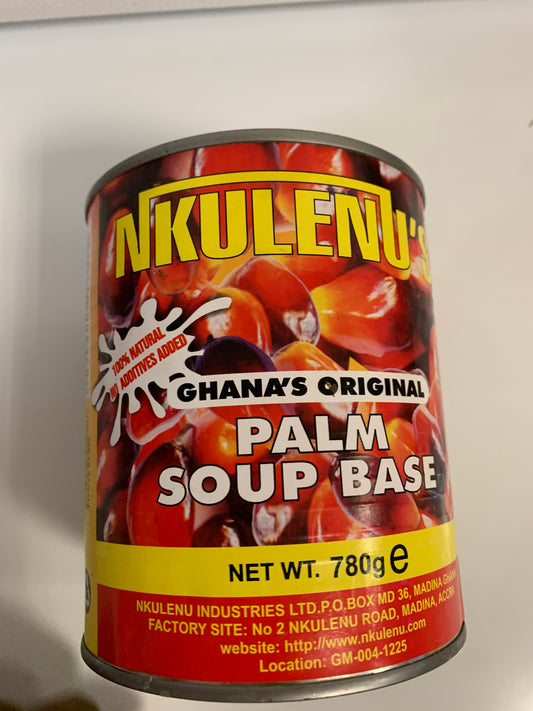 NKULENU'S
100% NATURAL
NO ADDITIVES ADDED
GHANA'S ORIGINAL
PALM
SOUP BASE
NET WT. 780g e
NKULENU INDUSTRIES LTD.P.O.BOX MD 36, MADINA GHANA
FACTORY SITE: No 2 NKULENU ROAD, MADINA, ACCRA
website: http://www.nkulenu.com
Location: GM-004-1225